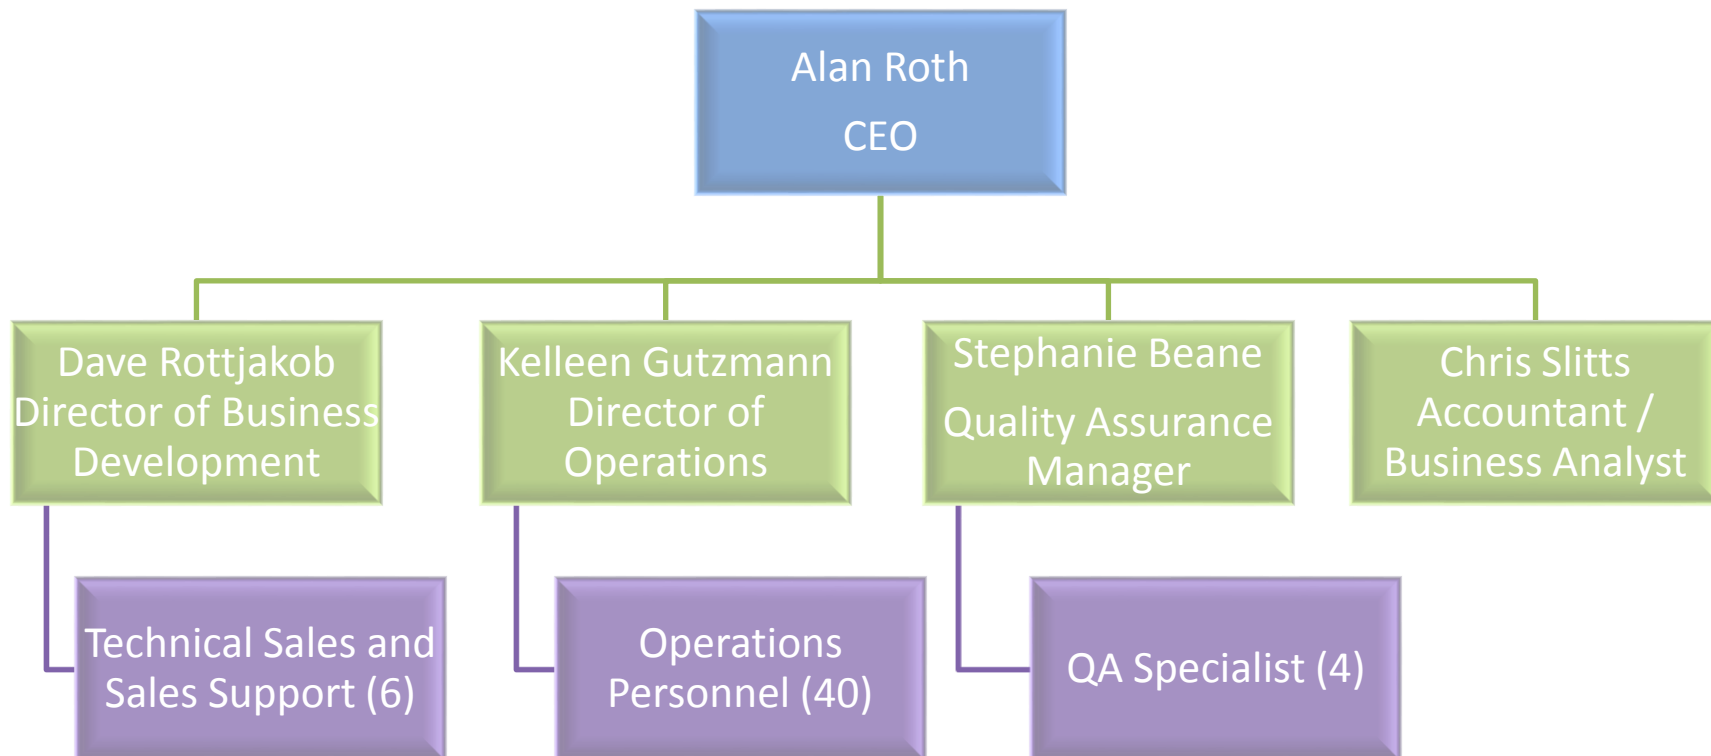 Alan Roth
CEO
Dave Rottjakob
Director of Business
Development
Kelleen Gutzmann
Director of
Operations
Stephanie Beane
Quality Assurance
Manager
Chris Slitts
Accountant /
Business Analyst
Technical Sales and
Sales Support (6)
Operations
Personnel (40)
QA Specialist (4)